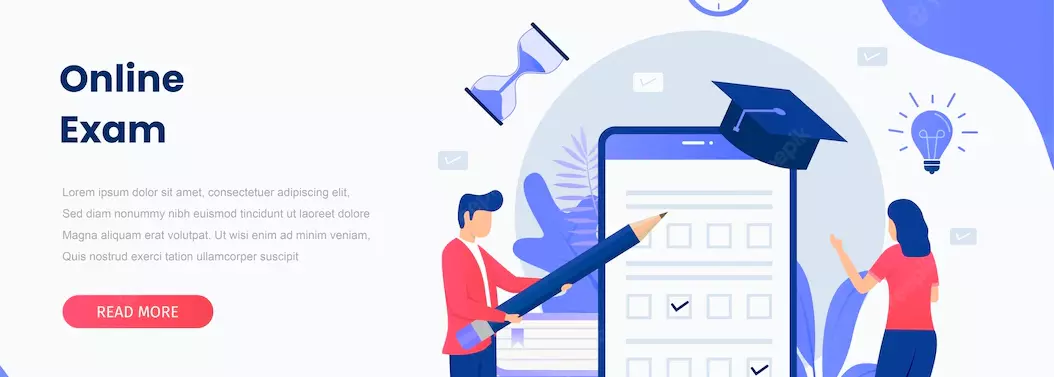 Online
Exam
Lorem ipsum dolor sit amet, consectetuer adipiscing elit,
Sed diam nonummy nibh euismod tincidunt ut laoreet dolore
Magna aliquam erat volutpat. Ut wisi enim ad minim veniam,
Quis nostrud exerci tation ullamcorper suscipit
READ MORE